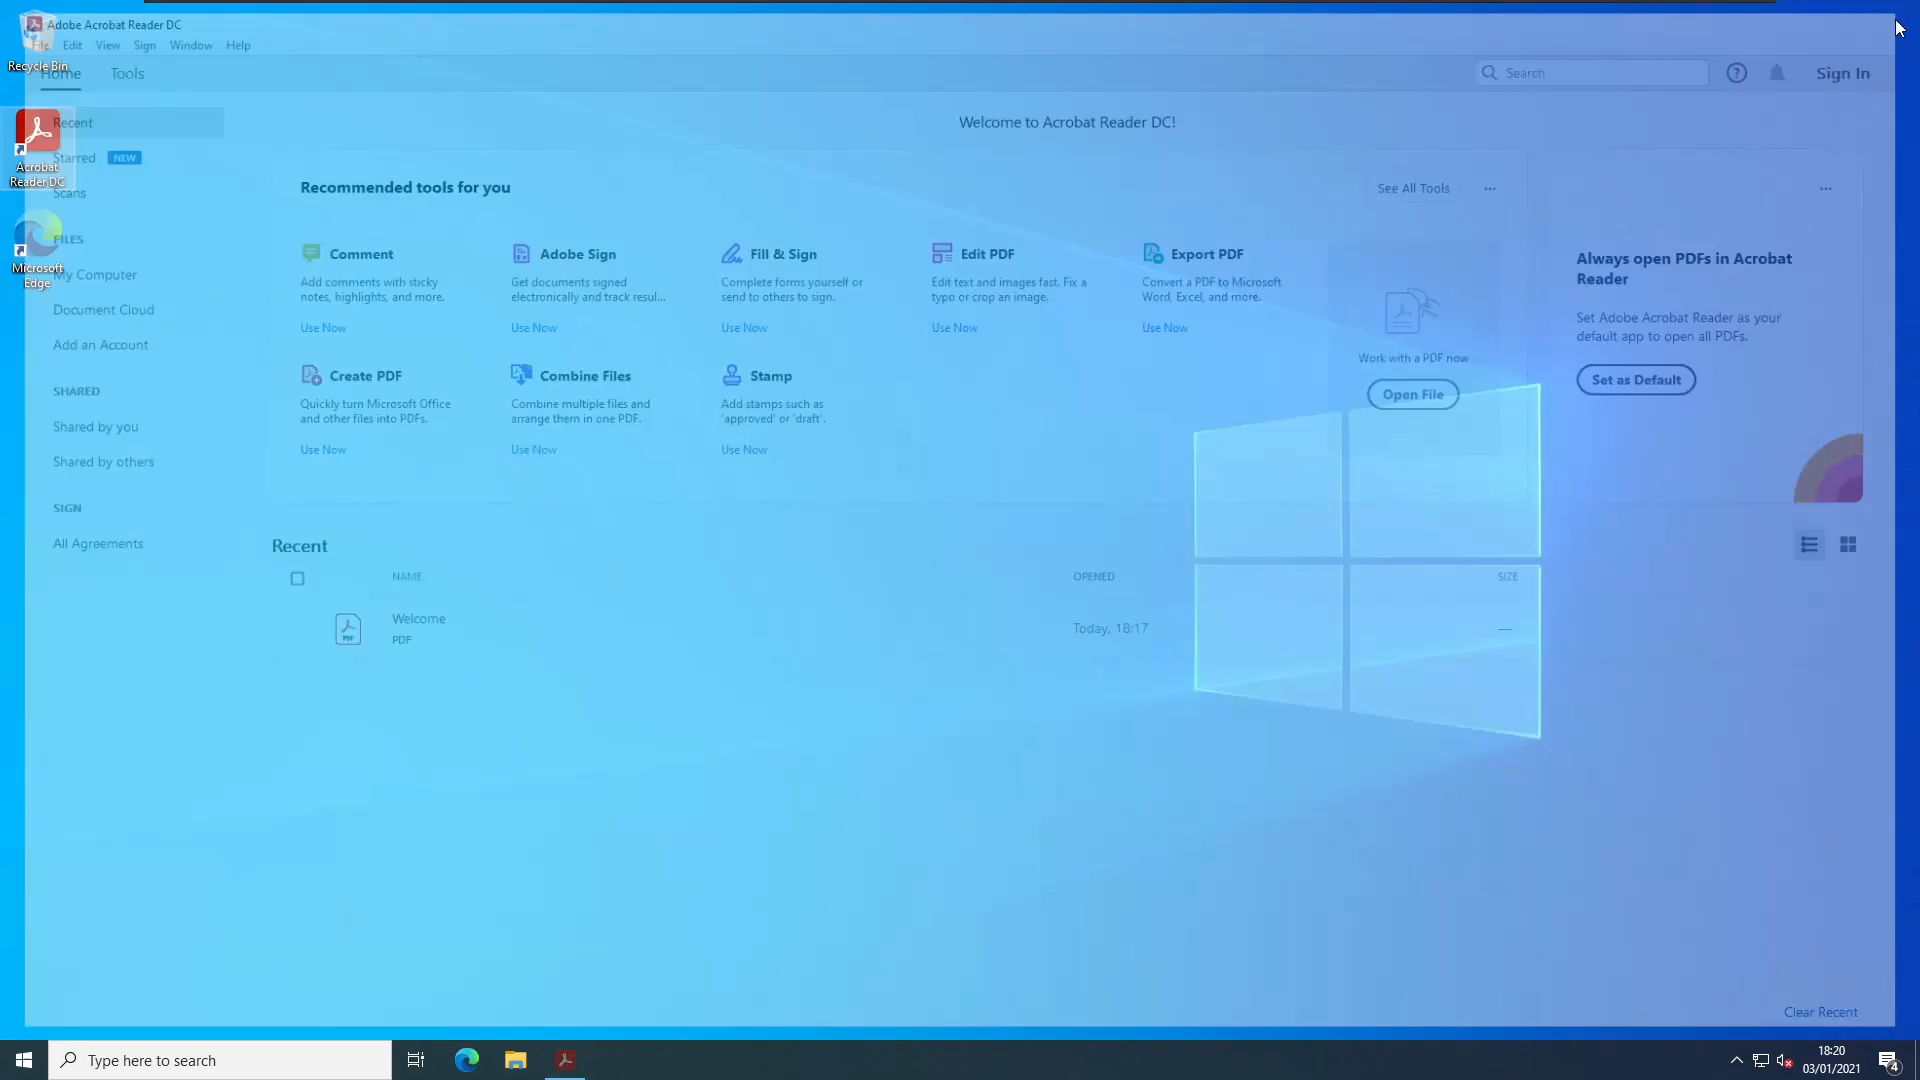 Adobe Acrobat Reader DC
File Edit View Sign Window Help
Recycle Bin
Home Tools
Search
Sign In
Recent
Welcome to Acrobat Reader DC!
Starred NEW
Acrobat
Reader DC
Scans
Recommended tools for you
See All Tools
FILES
My Computer
Microsoft
Edge
Document Cloud
Add an Account
SHARED
Shared by you
Shared by others
SIGN
All Agreements
Comment
Add comments with sticky
notes, highlights, and more.
Use Now
Adobe Sign
Get documents signed
electronically and track resul...
Use Now
Fill & Sign
Complete forms yourself or
send to others to sign.
Use Now
Edit PDF
Edit text and images fast. Fix a
typo or crop an image.
Use Now
Export PDF
Convert a PDF to Microsoft
Word, Excel, and more.
Use Now
Create PDF
Quickly turn Microsoft Office
and other files into PDFs.
Use Now
Combine Files
Combine multiple files and
arrange them in one PDF.
Use Now
Stamp
Add stamps such as
'approved' or 'draft'.
Use Now
Work with a PDF now
Open File
Always open PDFs in Acrobat
Reader
Set Adobe Acrobat Reader as your
default app to open all PDFs.
Set as Default
Recent
NAME OPENED SIZE
Welcome
PDF
Today, 18:17
—
Clear Recent
Type here to search
18:20
03/01/2021
4